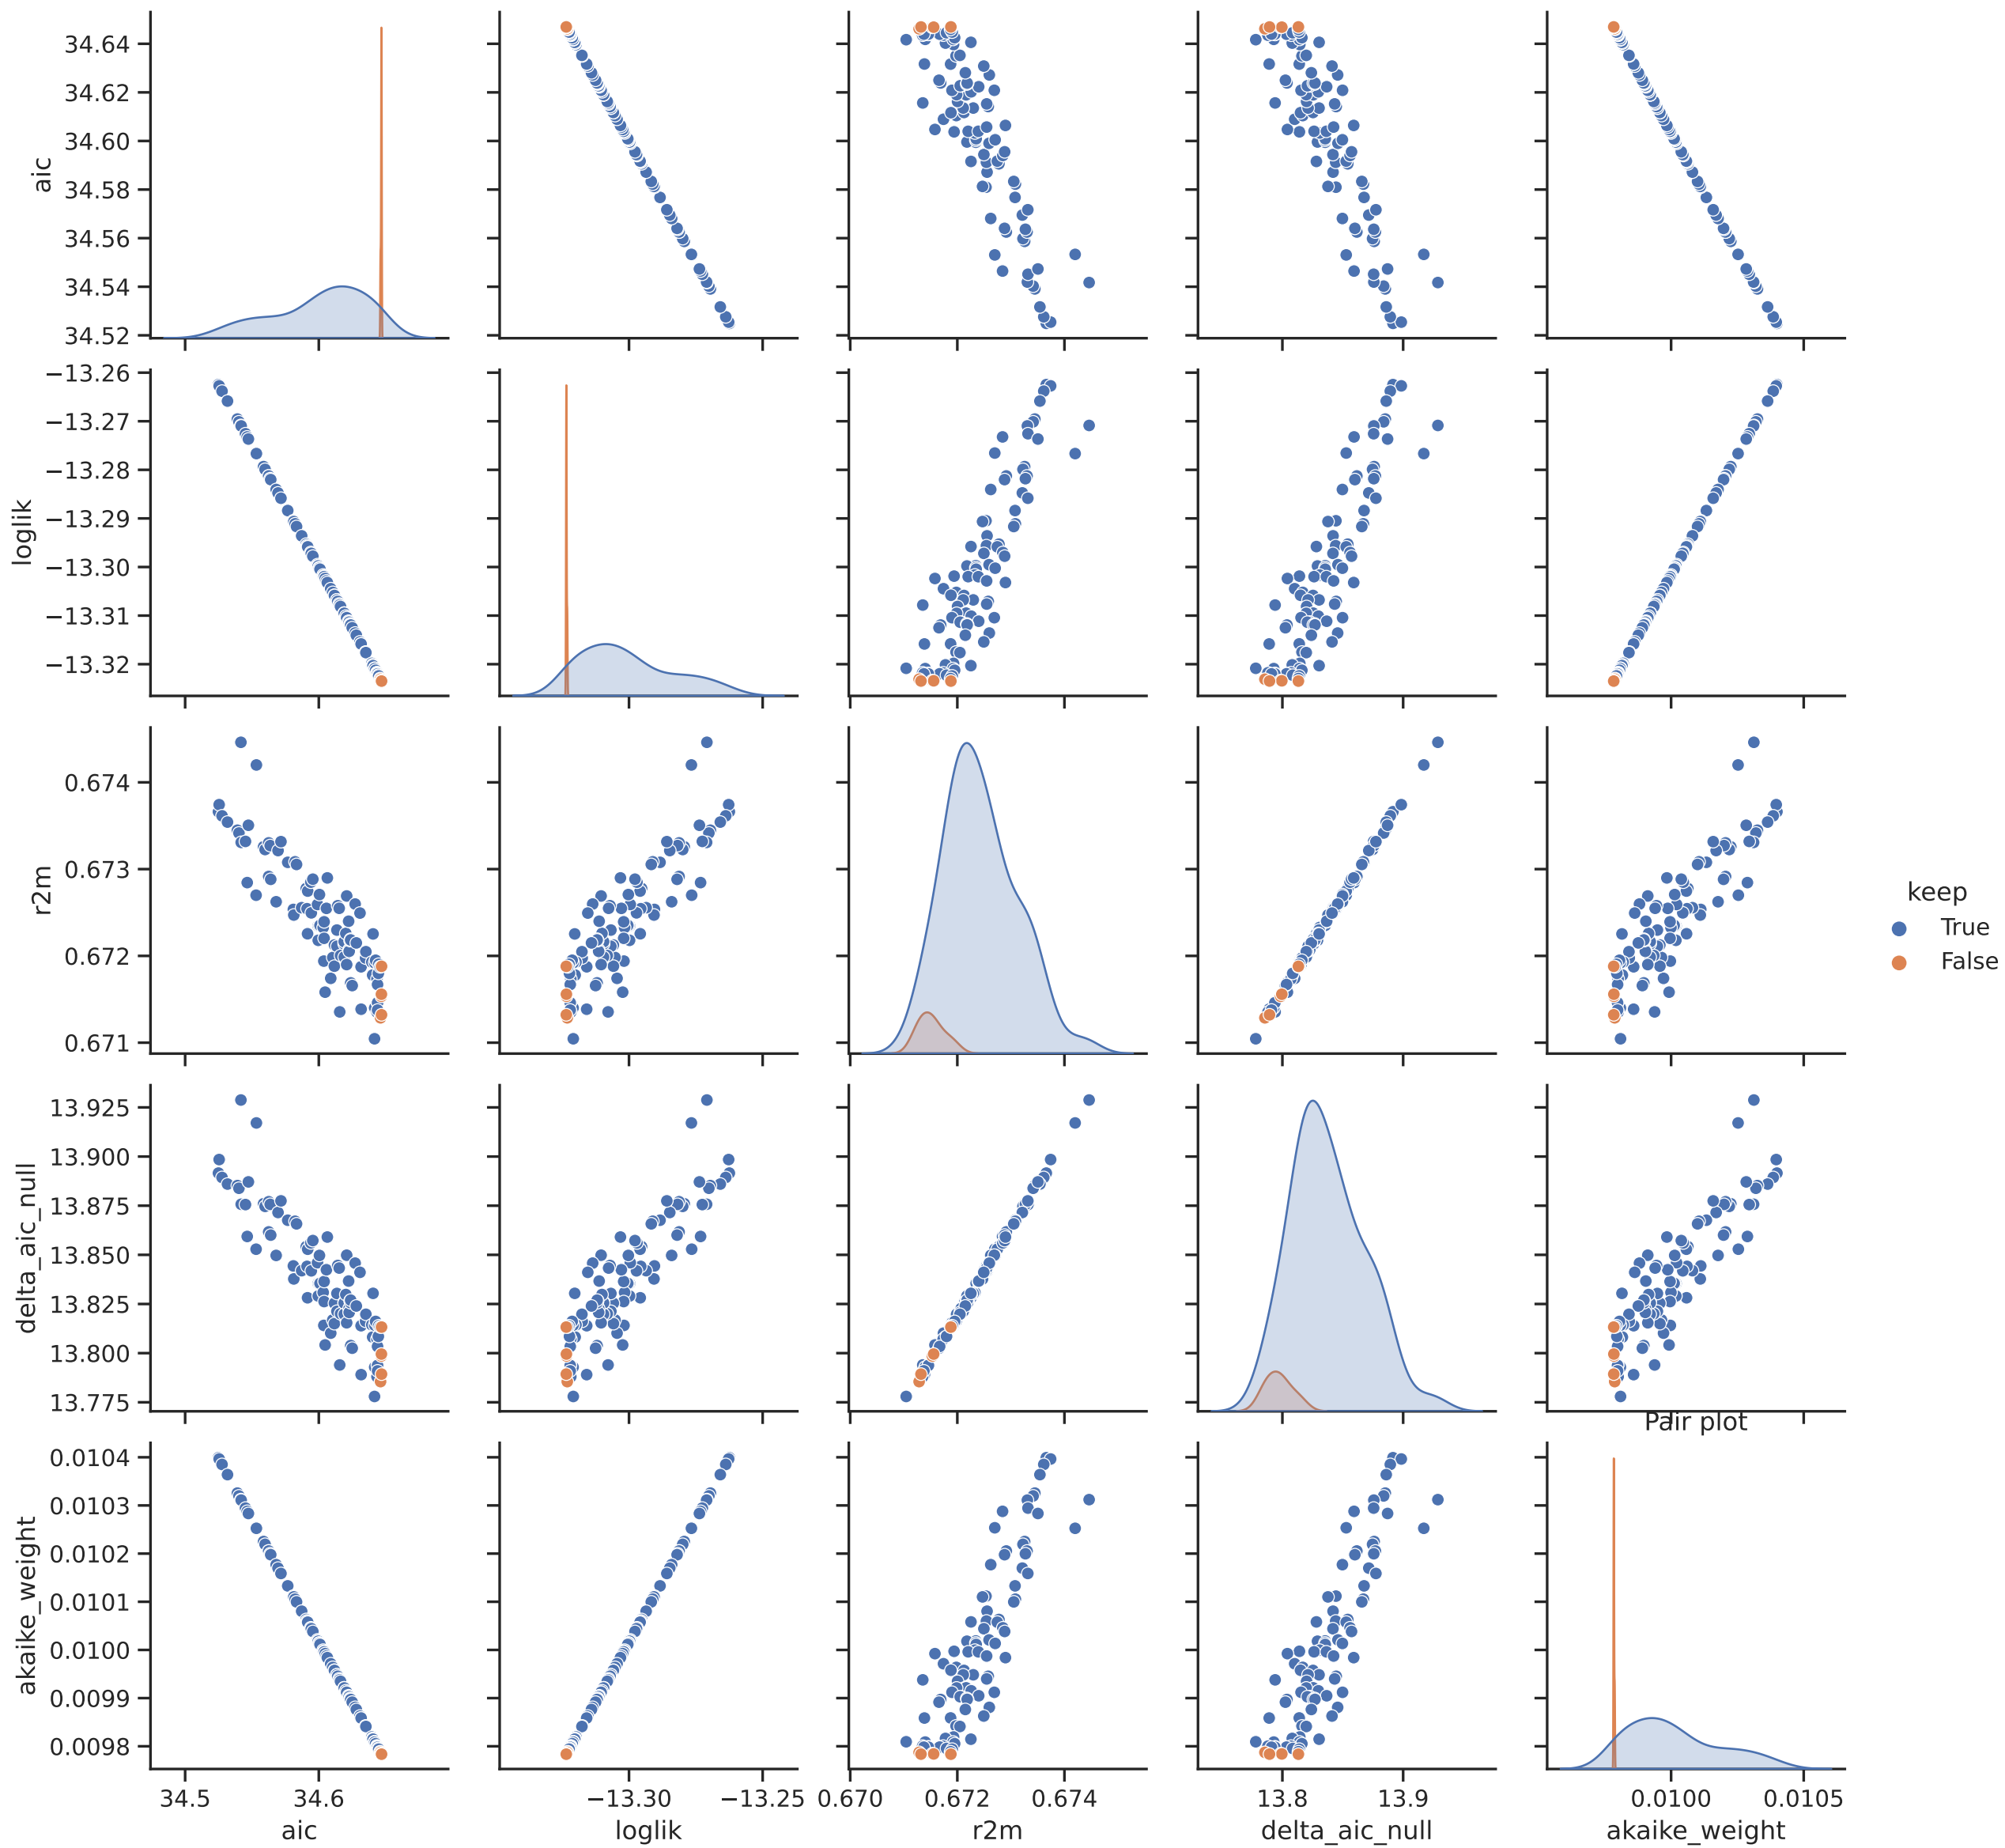 34.64
34.62
34.60
34.58
34.56
34.54
34.52
aic
−13.26
−13.27
−13.28
−13.29
−13.30
−13.31
−13.32
loglik
0.674
0.673
0.672
0.671
r2m
keep
True
False
13.925
13.900
13.875
13.850
13.825
13.800
13.775
delta_aic_null
Pair plot
0.0104
0.0103
0.0102
0.0101
0.0100
0.0099
0.0098
akaike_weight
34.5 34.6 −13.30 −13.25 0.670 0.672 0.674 13.8 13.9 0.0100 0.0105
aic loglik r2m delta_aic_null akaike_weight